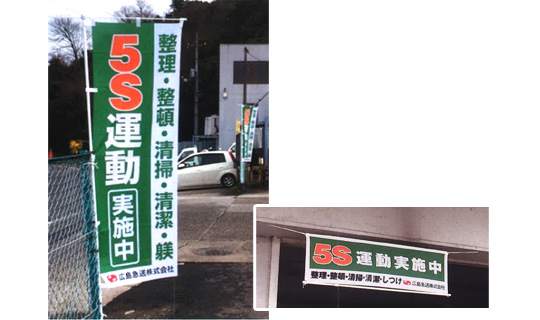 5S運動
実施中
整理・整頓・清掃・清潔・躾
広島急送株式会社
5S運動実施中
整理・整頓・清掃・清潔・しつけ 広島急送株式会社